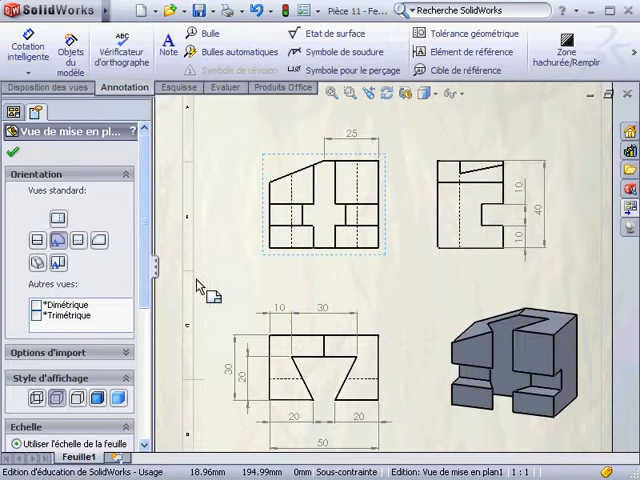 SolidWorks
Pièce 11 - Fe...
Recherche SolidWorks
Cotation intelligente
Objets du modèle
Vérificateur d'orthographe
Note
Bulle
Bulles automatiques
Symbole de révision
Etat de surface
Symbole de soudure
Symbole pour le perçage
Tolérance géométrique
Elément de référence
Cible de référence
Zone hachurée/Remplir
Disposition des vues
Annotation
Esquisse
Evaluer
Produits Office
Vue de mise en pl...
?
Orientation
Vues standard:
Autres vues:
*Dimétrique
*Trimétrique
Options d'import
Style d'affichage
Echelle
Utiliser l'échelle de la feuille
25
10
40
10
10
30
30
20
20
20
50
Feuille1
Edition d'éducation de SolidWorks - Usage
18.96mm
194.99mm
0mm
Sous-contrainte
Edition: Vue de mise en plan1
1 : 1